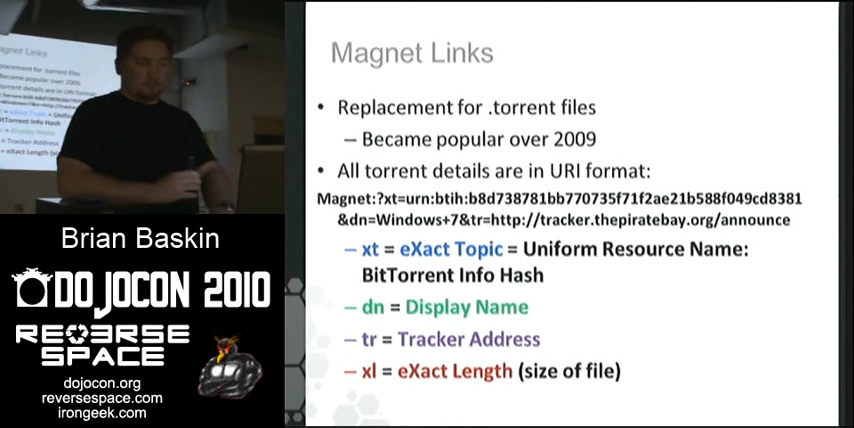 Magnet Links
• Replacement for .torrent files
– Became popular over 2009
• All torrent details are in URI format:
Magnet:?xt=urn:btih:b8d738781bb770735f71f2ae21b588f049cd8381
&dn=Windows+7&tr=http://tracker.thepiratebay.org/announce
– xt = eXact Topic = Uniform Resource Name:
BitTorrent Info Hash
– dn = Display Name
– tr = Tracker Address
– xl = eXact Length (size of file)
Brian Baskin
DOJOCON 2010
REVERSE
SPACE
dojocon.org
reversespace.com
irongeek.com